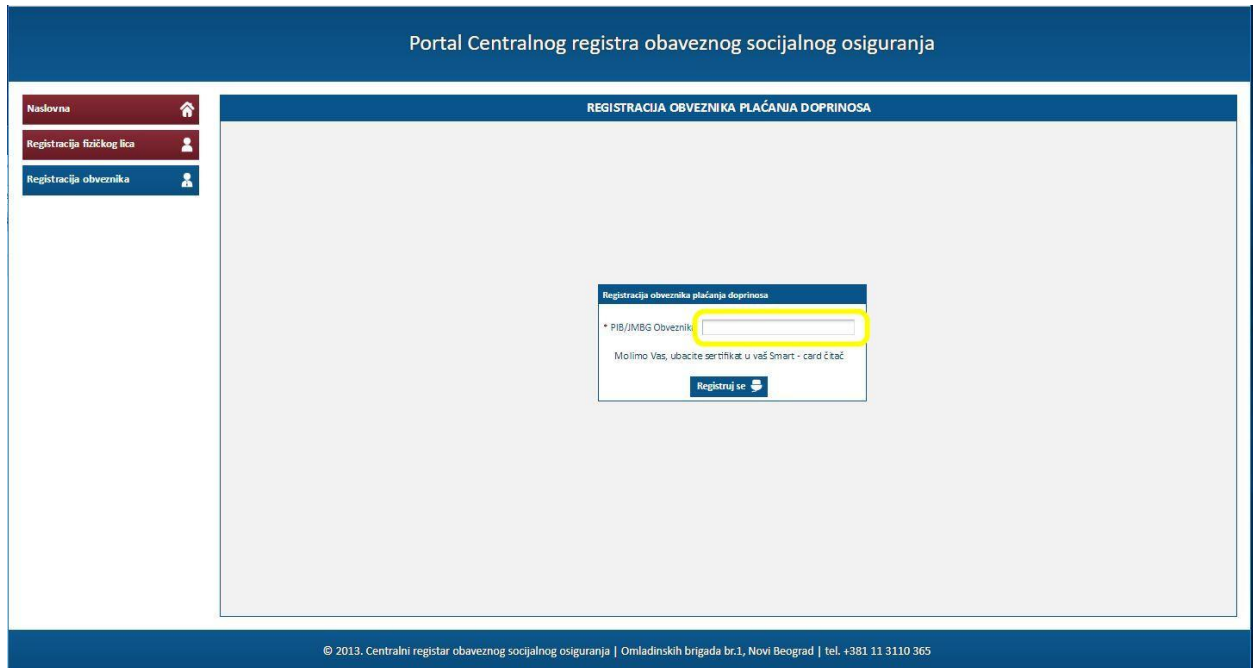 Portal Centralnog registra obaveznog socijalnog osiguranja
Naslovna
Registracija fizičkog lica
Registracija obveznika
REGISTRACIJA OBVEZNIKA PLAĆANJA DOPRINOSA
Registracija obveznika plaćanja doprinosa
* PIB/JMBG Obveznika
Molimo Vas, ubacite sertifikat u vaš Smart - card čitač
Registruj se
© 2013. Centralni registar obaveznog socijalnog osiguranja | Omladinskih brigada br.1, Novi Beograd | tel. +381 11 3110 365